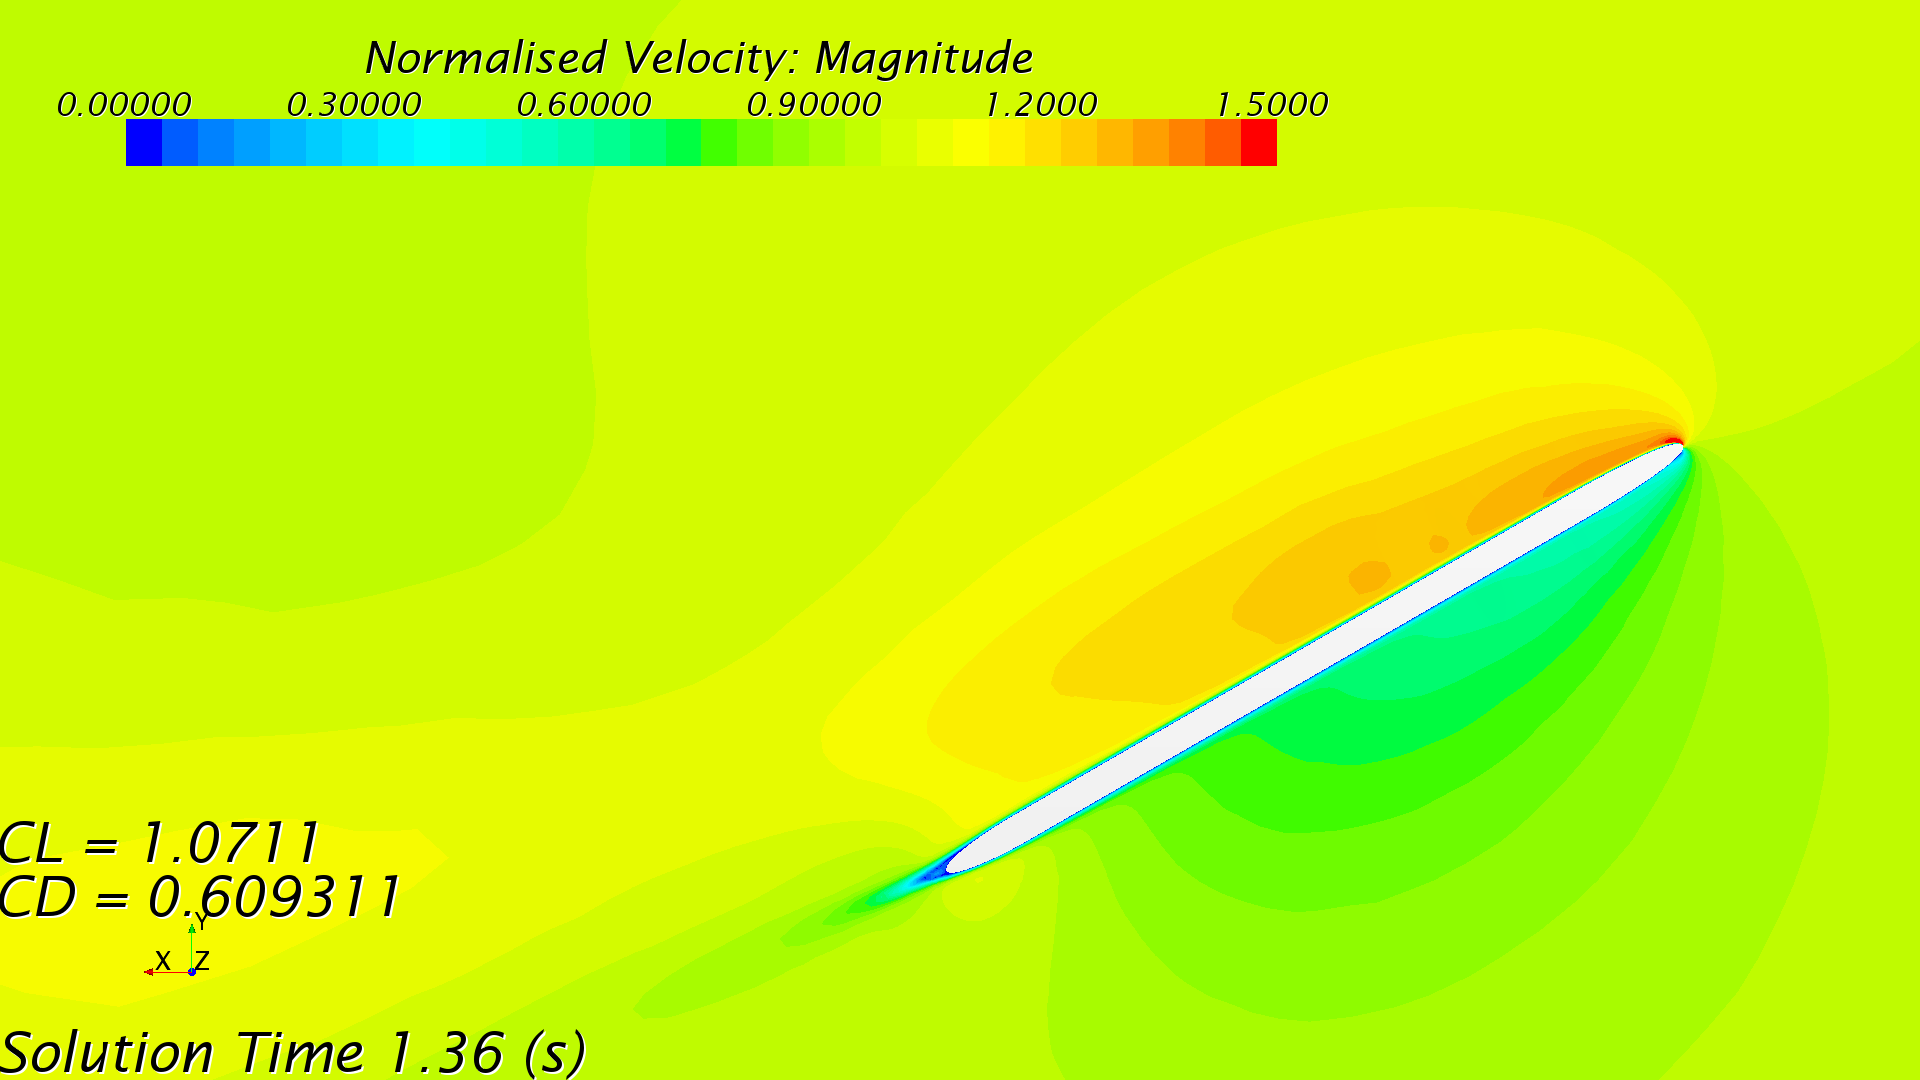 Normalised Velocity: Magnitude
0.00000 0.30000 0.60000 0.90000 1.2000 1.5000
CL = 1.0711
CD = 0.609311
Y
X Z
Solution Time 1.36 (s)